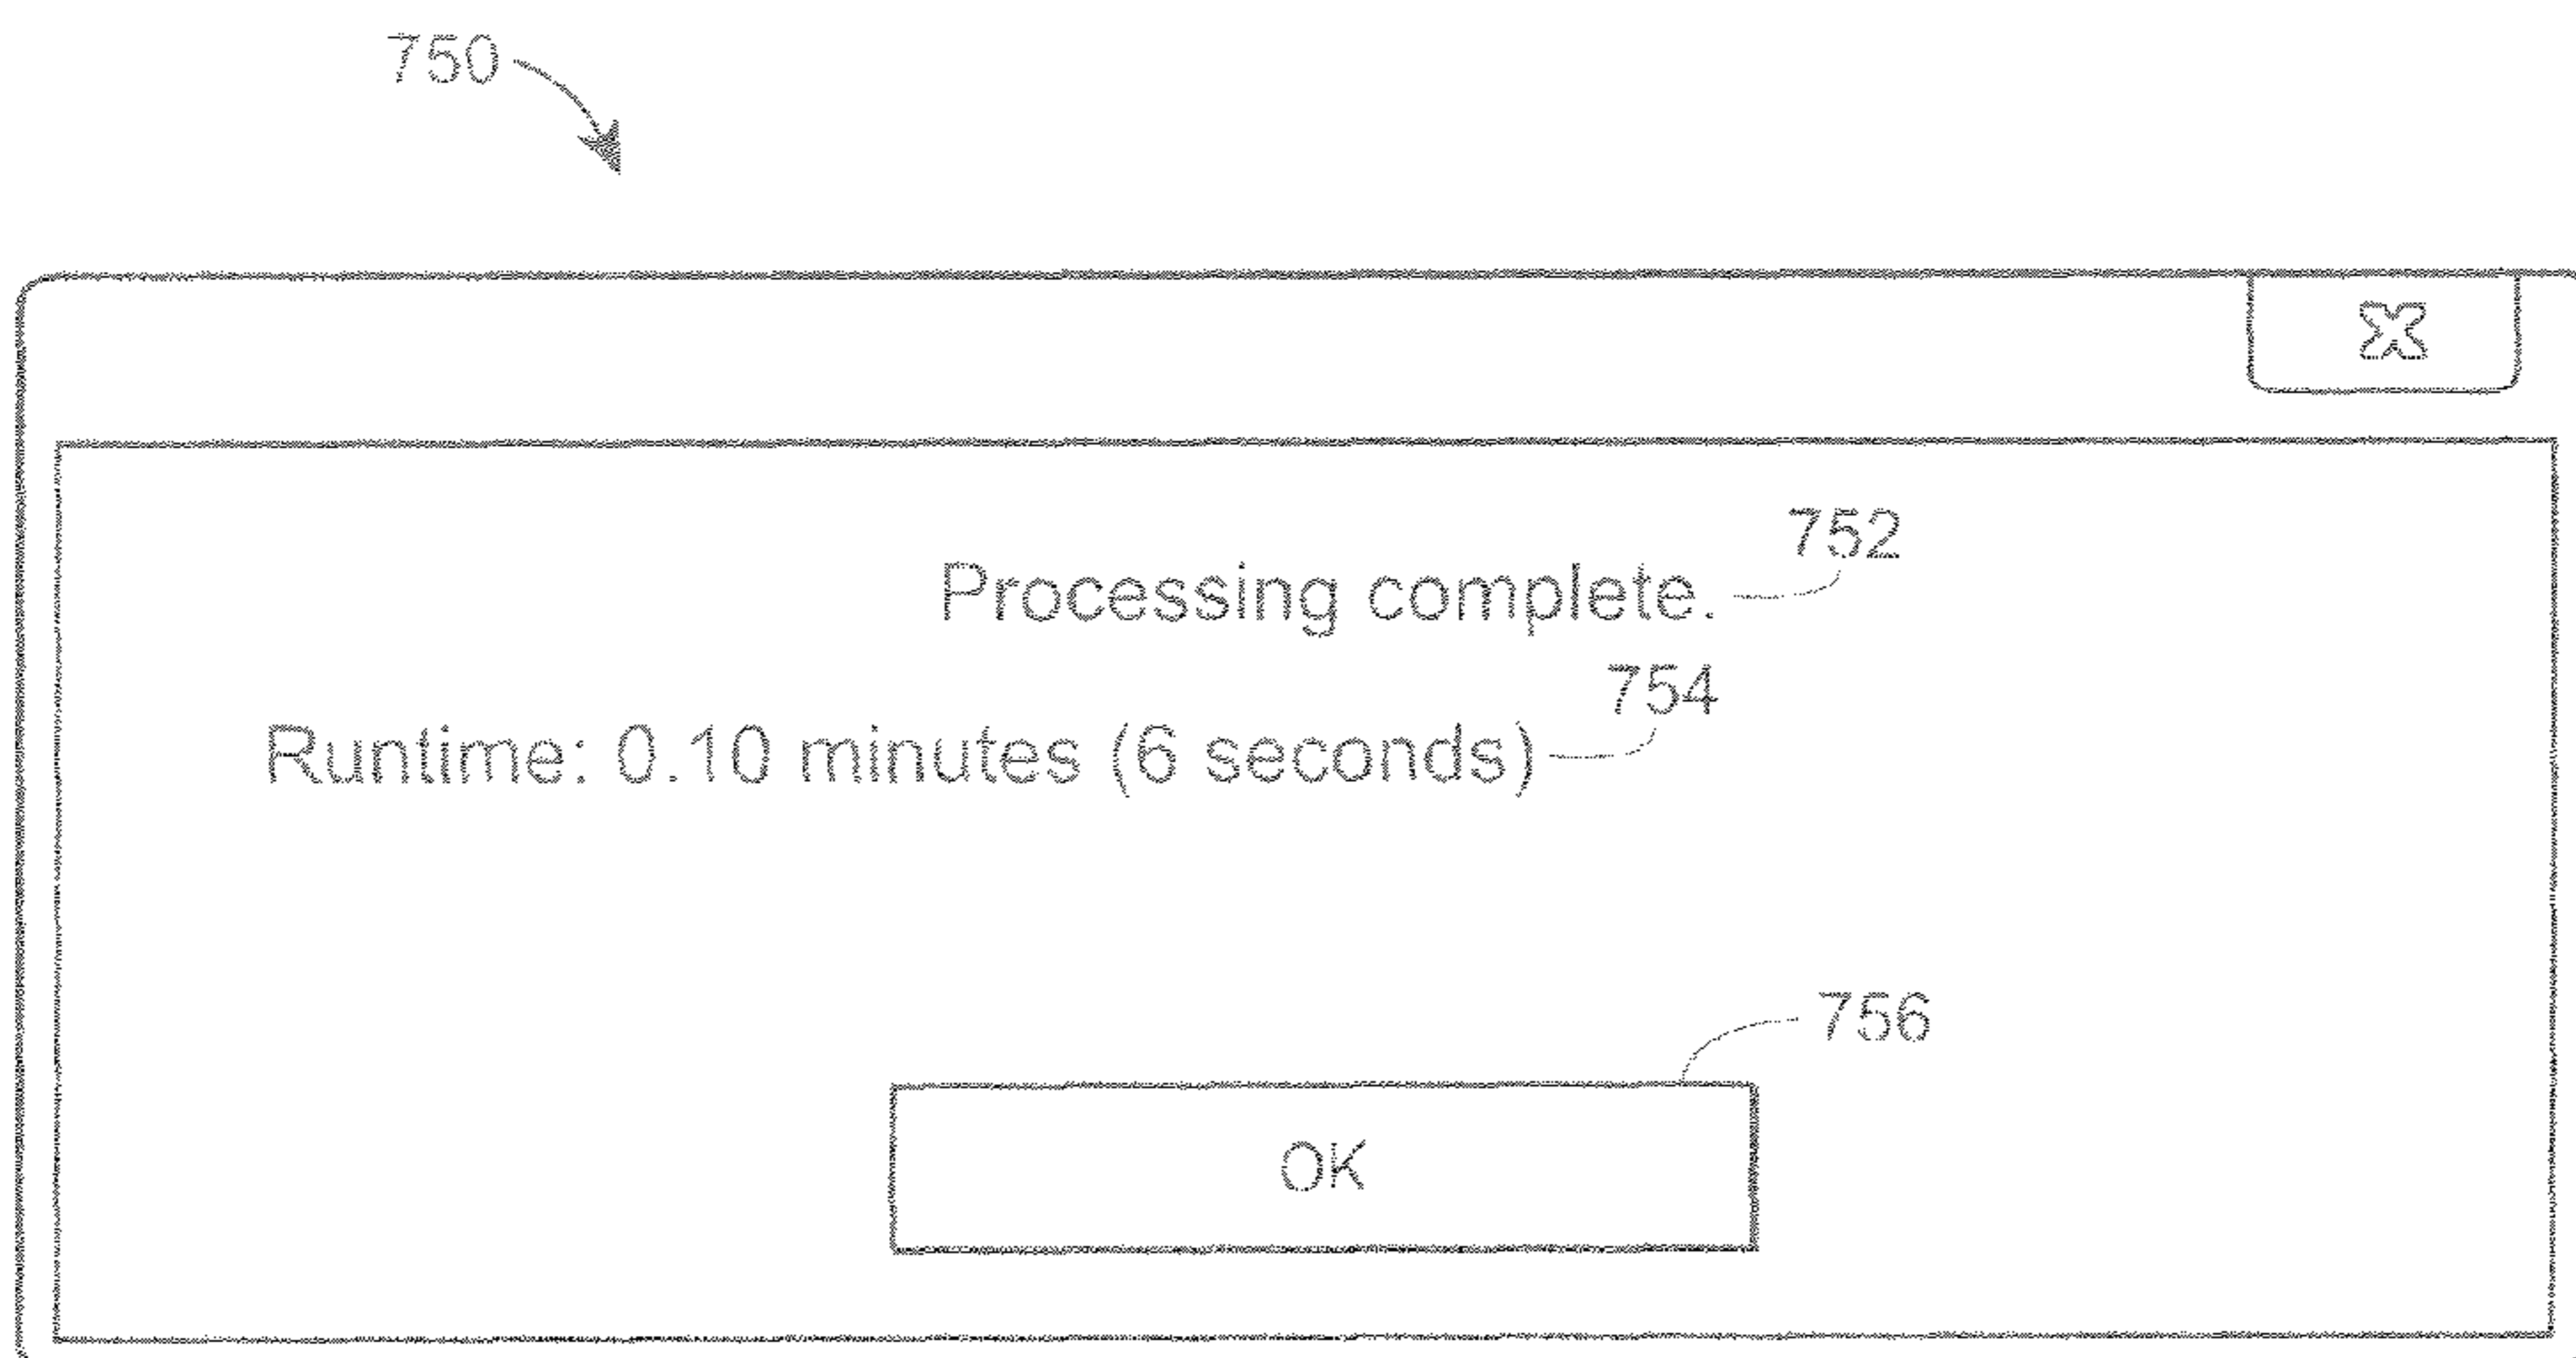 750
X
752
Processing complete.
754
Runtime: 0.10 minutes (6 seconds)
756
OK